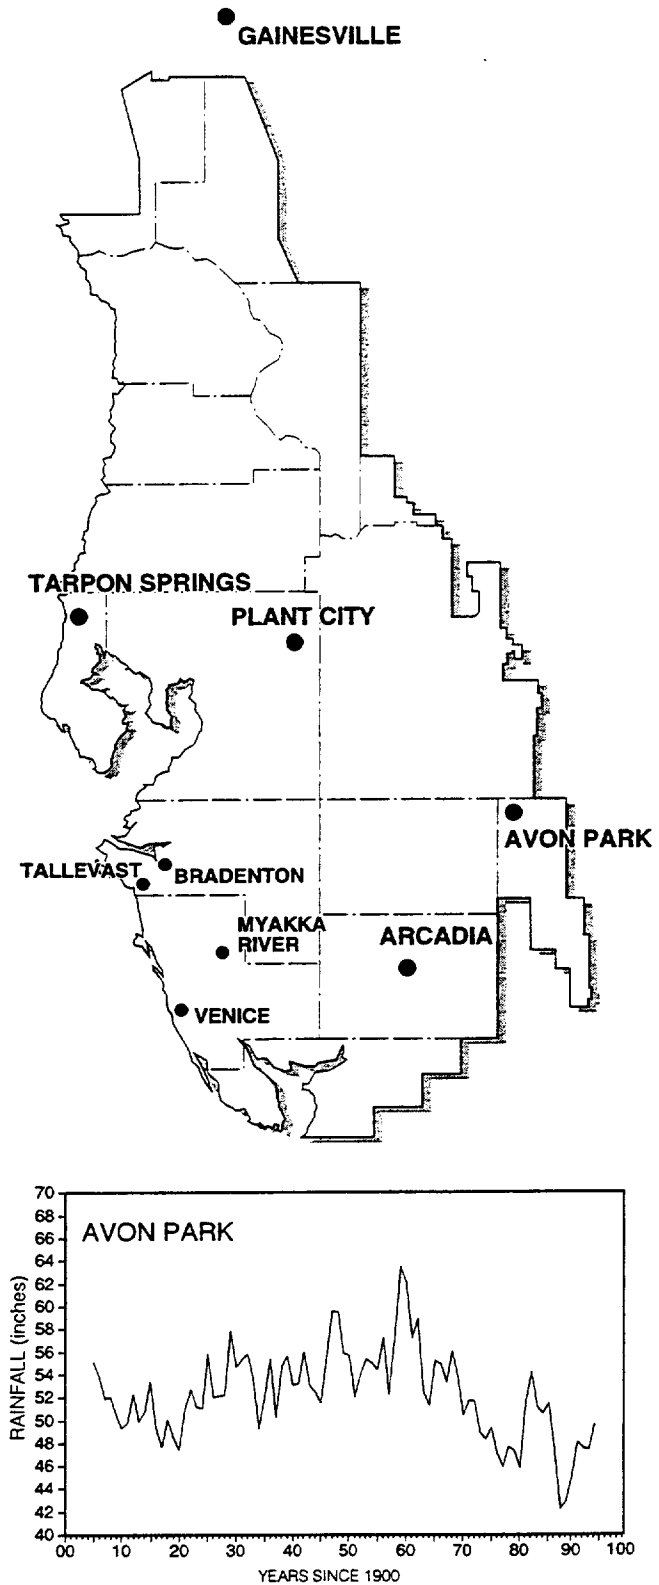 GAINESVILLE
TARPON SPRINGS
PLANT CITY
AVON PARK
TALLEVAST
BRADENTON
MYAKKA
RIVER
ARCADIA
VENICE
AVON PARK
RAINFALL (inches)
70
68
66
64
62
60
58
56
54
52
50
48
46
44
42
40
00 10 20 30 40 50 60 70 80 90 100
YEARS SINCE 1900